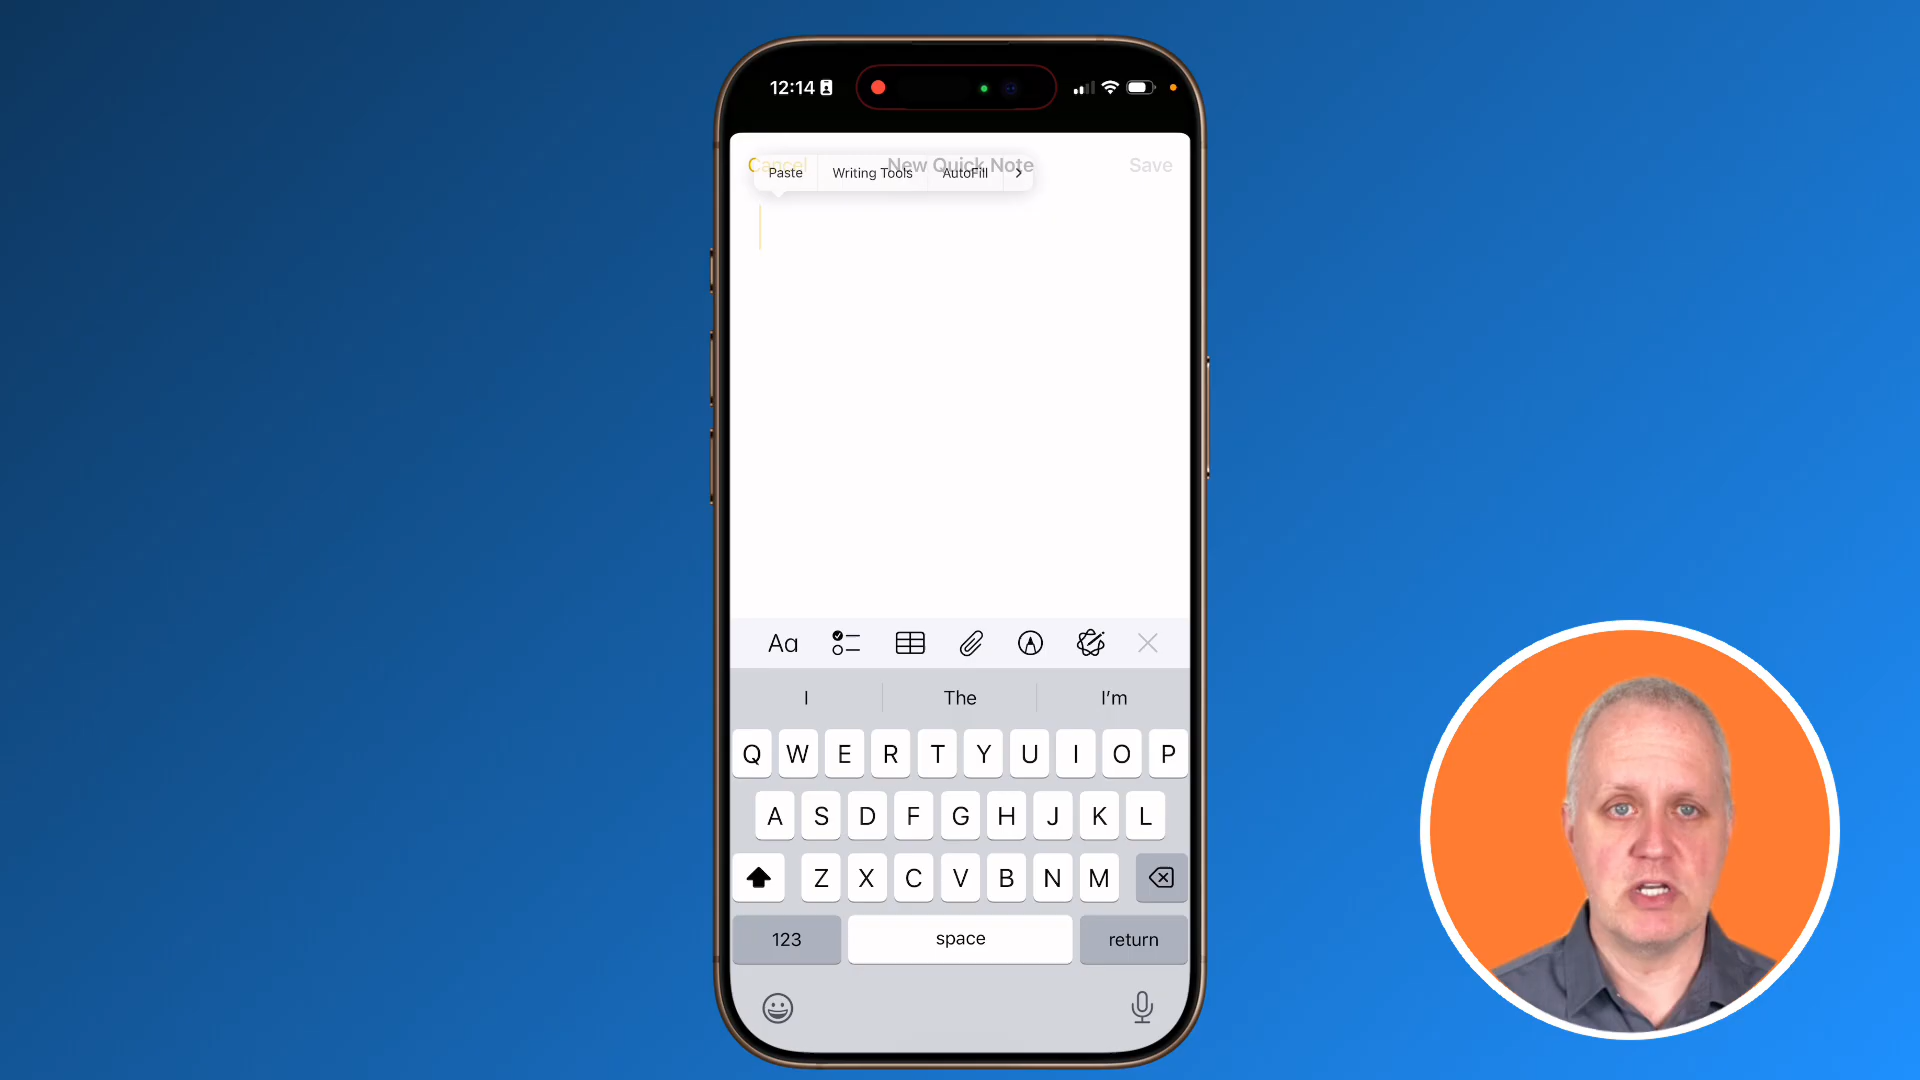 12:14
Cancel New Quick Note Save
Paste Writing Tools AutoFill
Aa
I The I’m
Q W E R T Y U I O P
A S D F G H J K L
Z X C V B N M
123 space return